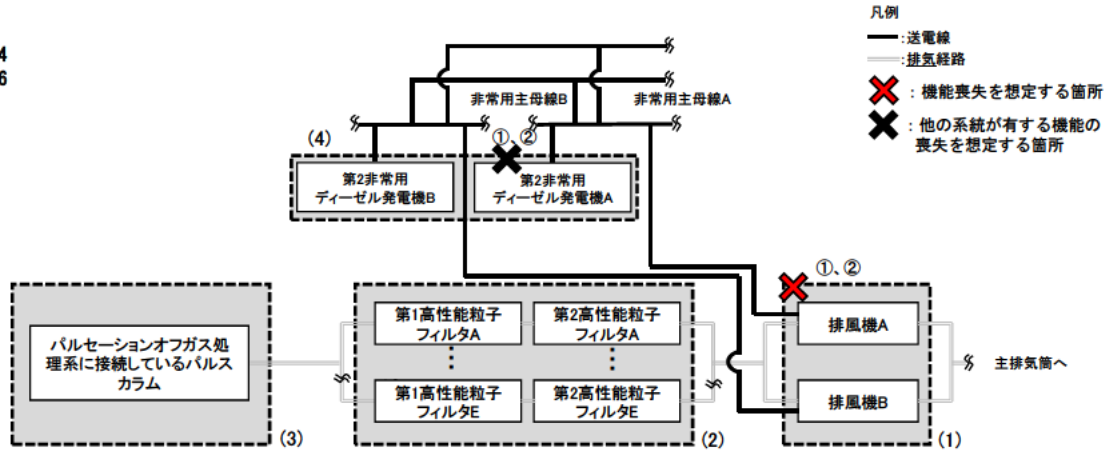 凡例
:送電線
:排気経路
:機能喪失を想定する箇所
:他の系統が有する機能の
喪失を想定する箇所
4
6
非常用主母線B
非常用主母線A
(4)
①、②
第2非常用
ディーゼル発電機B
第2非常用
ディーゼル発電機A
①、②
パルセーションオフガス処
理系に接続しているパルス
カラム
(3)
第1高性能粒子
フィルタA
第2高性能粒子
フィルタA
第1高性能粒子
フィルタE
第2高性能粒子
フィルタE
(2)
排風機A
排風機B
(1)
主排気筒へ